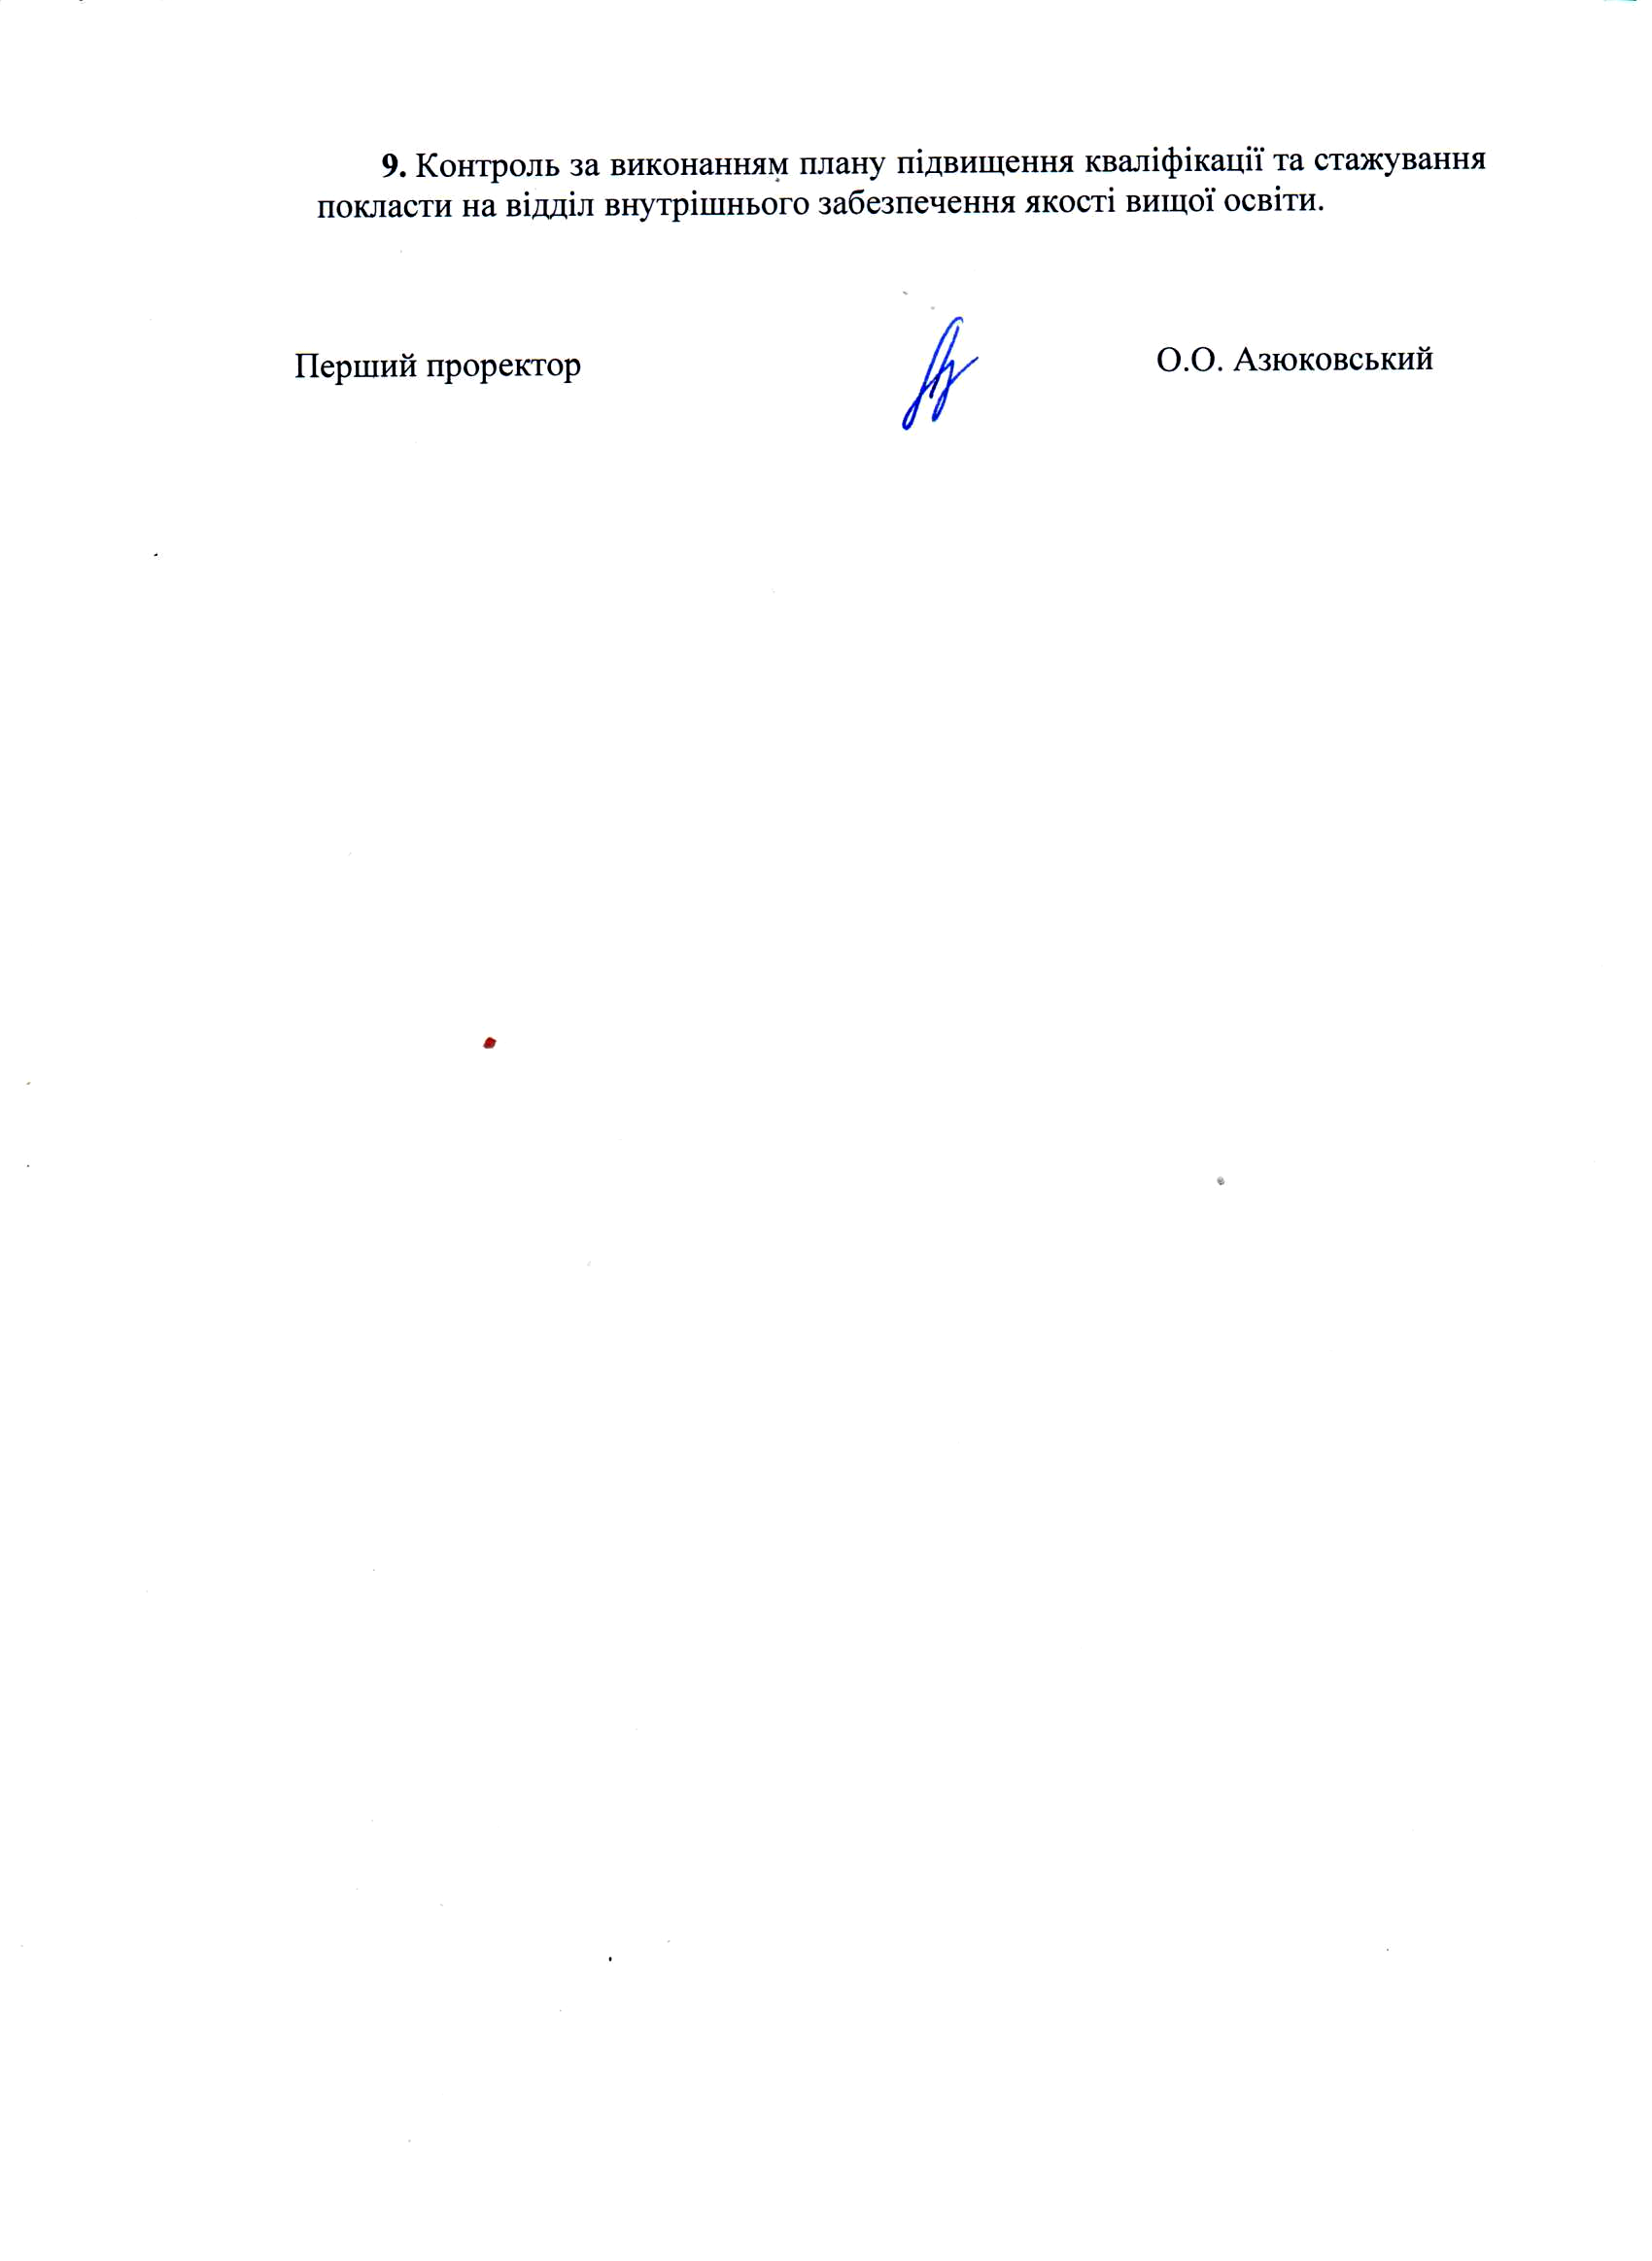 9. Контроль за виконанням плану підвищення кваліфікації та стажування
покласти на відділ внутрішнього забезпечення якості вищої освіти.
Перший проректор О.О. Азюковський